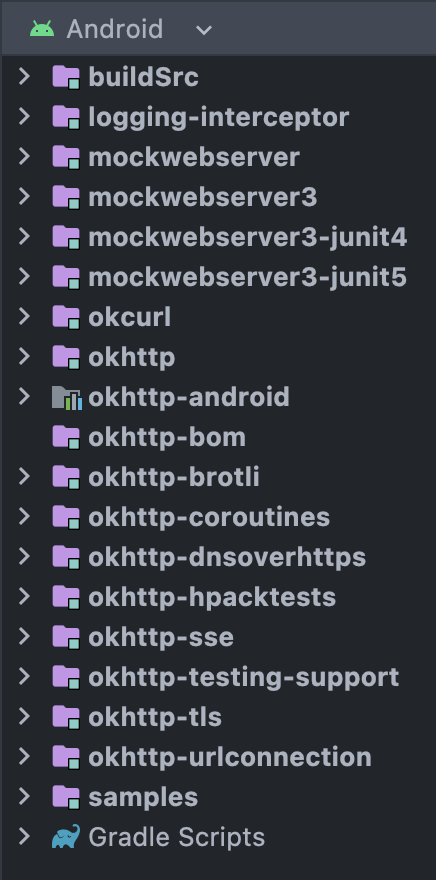 Android
buildSrc
logging-interceptor
mockwebserver
mockwebserver3
mockwebserver3-junit4
mockwebserver3-junit5
okcurl
okhttp
okhttp-android
okhttp-bom
okhttp-brotli
okhttp-coroutines
okhttp-dnsoverhttps
okhttp-hpacktests
okhttp-sse
okhttp-testing-support
okhttp-tls
okhttp-urlconnection
samples
Gradle Scripts